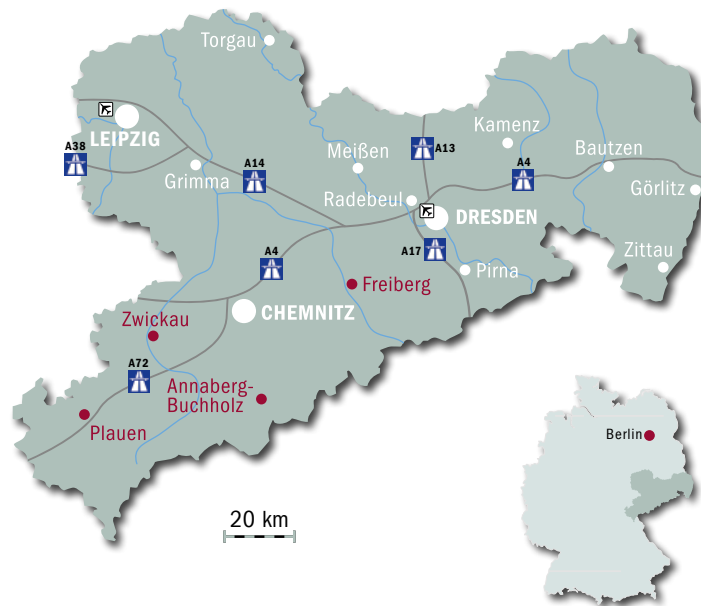 Torgau
LEIPZIG
A38
Grimma
A14
Meißen
A13
Kamenz
A4
Bautzen
Radebeul
DRESDEN
Görlitz
A17
Pirna
Zittau
A4
Freiberg
CHEMNITZ
Zwickau
A72
Annaberg-
Buchholz
Plauen
Berlin
20 km